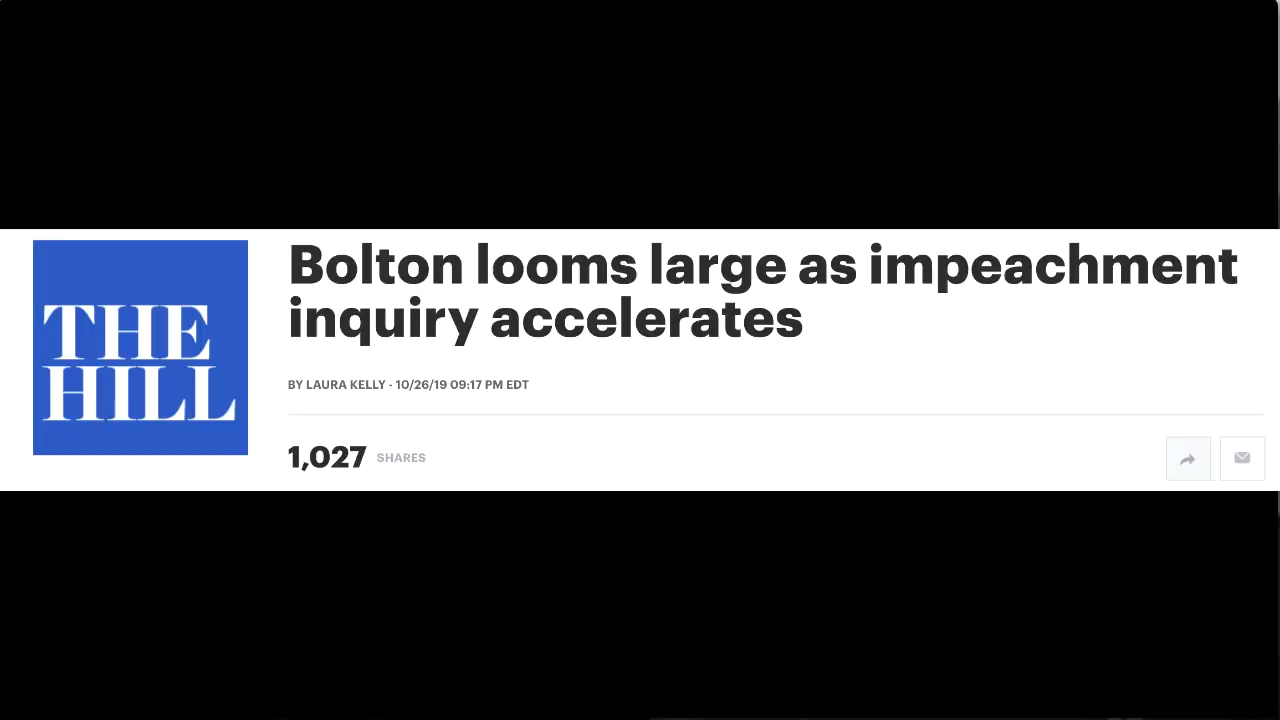 THE
HILL
Bolton looms large as impeachment
inquiry accelerates
BY LAURA KELLY - 10/26/19 09:17 PM EDT
1,027 SHARES